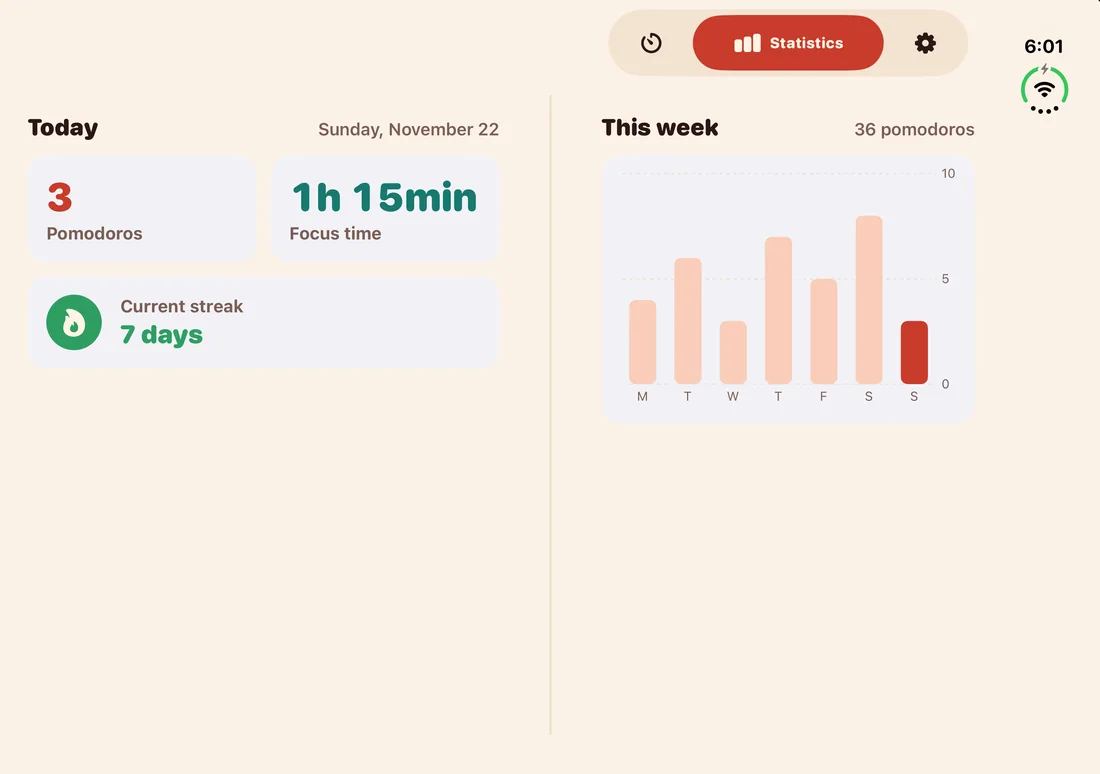 Statistics
6:01
Today
Sunday, November 22
3
Pomodoros
1h 15min
Focus time
Current streak
7 days
This week
36 pomodoros
10
5
0
M T W T F S S